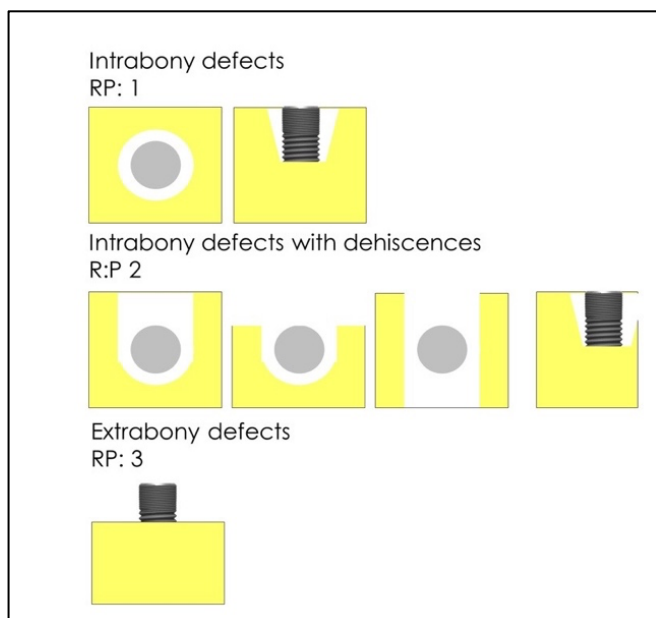 Intrabony defects
RP: 1
Intrabony defects with dehiscences
R:P 2
Extrabony defects
RP: 3